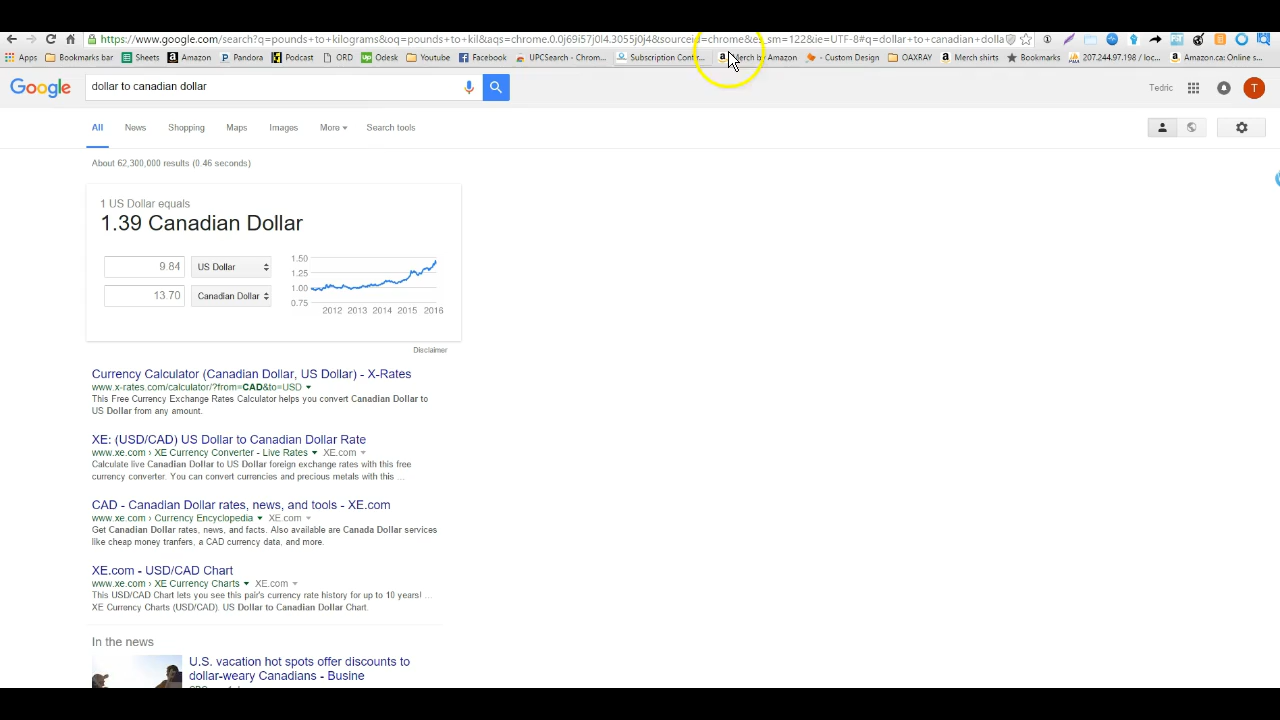 https://www.google.com/search?q=pounds+to+kilograms&oq=pounds+to+kil&aqs=chrome.0.0j69i57j0l4.3055j0j4&sourceid=chrome&es_sm=122&ie=UTF-8#q=dollar+to+canadian+dolla
Apps Bookmarks bar Sheets Amazon Pandora Podcast ORD Odesk Youtube Facebook UPCSearch - Chrom... Subscription Contr... Merch by Amazon - Custom Design OAXRAY Merch shirts Bookmarks 207.244.97.198 / loc... Amazon.ca: Online s...
Google
dollar to canadian dollar
Tedric
T
All News Shopping Maps Images More Search tools
About 62,300,000 results (0.46 seconds)
1 US Dollar equals
1.39 Canadian Dollar
9.84 US Dollar
13.70 Canadian Dollar
1.50
1.25
1.00
0.75
2012 2013 2014 2015 2016
Disclaimer
Currency Calculator (Canadian Dollar, US Dollar) - X-Rates
www.x-rates.com/calculator/?from=CAD&to=USD
This Free Currency Exchange Rates Calculator helps you convert Canadian Dollar to
US Dollar from any amount.
XE: (USD/CAD) US Dollar to Canadian Dollar Rate
www.xe.com › XE Currency Converter - Live Rates XE.com
Calculate live Canadian Dollar to US Dollar foreign exchange rates with this free
currency converter. You can convert currencies and precious metals with this ...
CAD - Canadian Dollar rates, news, and tools - XE.com
www.xe.com › Currency Encyclopedia XE.com
Get Canadian Dollar rates, news, and facts. Also available are Canada Dollar services
like cheap money tranfers, a CAD currency data, and more.
XE.com - USD/CAD Chart
www.xe.com › XE Currency Charts XE.com
This USD/CAD Chart lets you see this pair's currency rate history for up to 10 years! ...
XE Currency Charts (USD/CAD). US Dollar to Canadian Dollar Chart.
In the news
U.S. vacation hot spots offer discounts to
dollar-weary Canadians - Busine